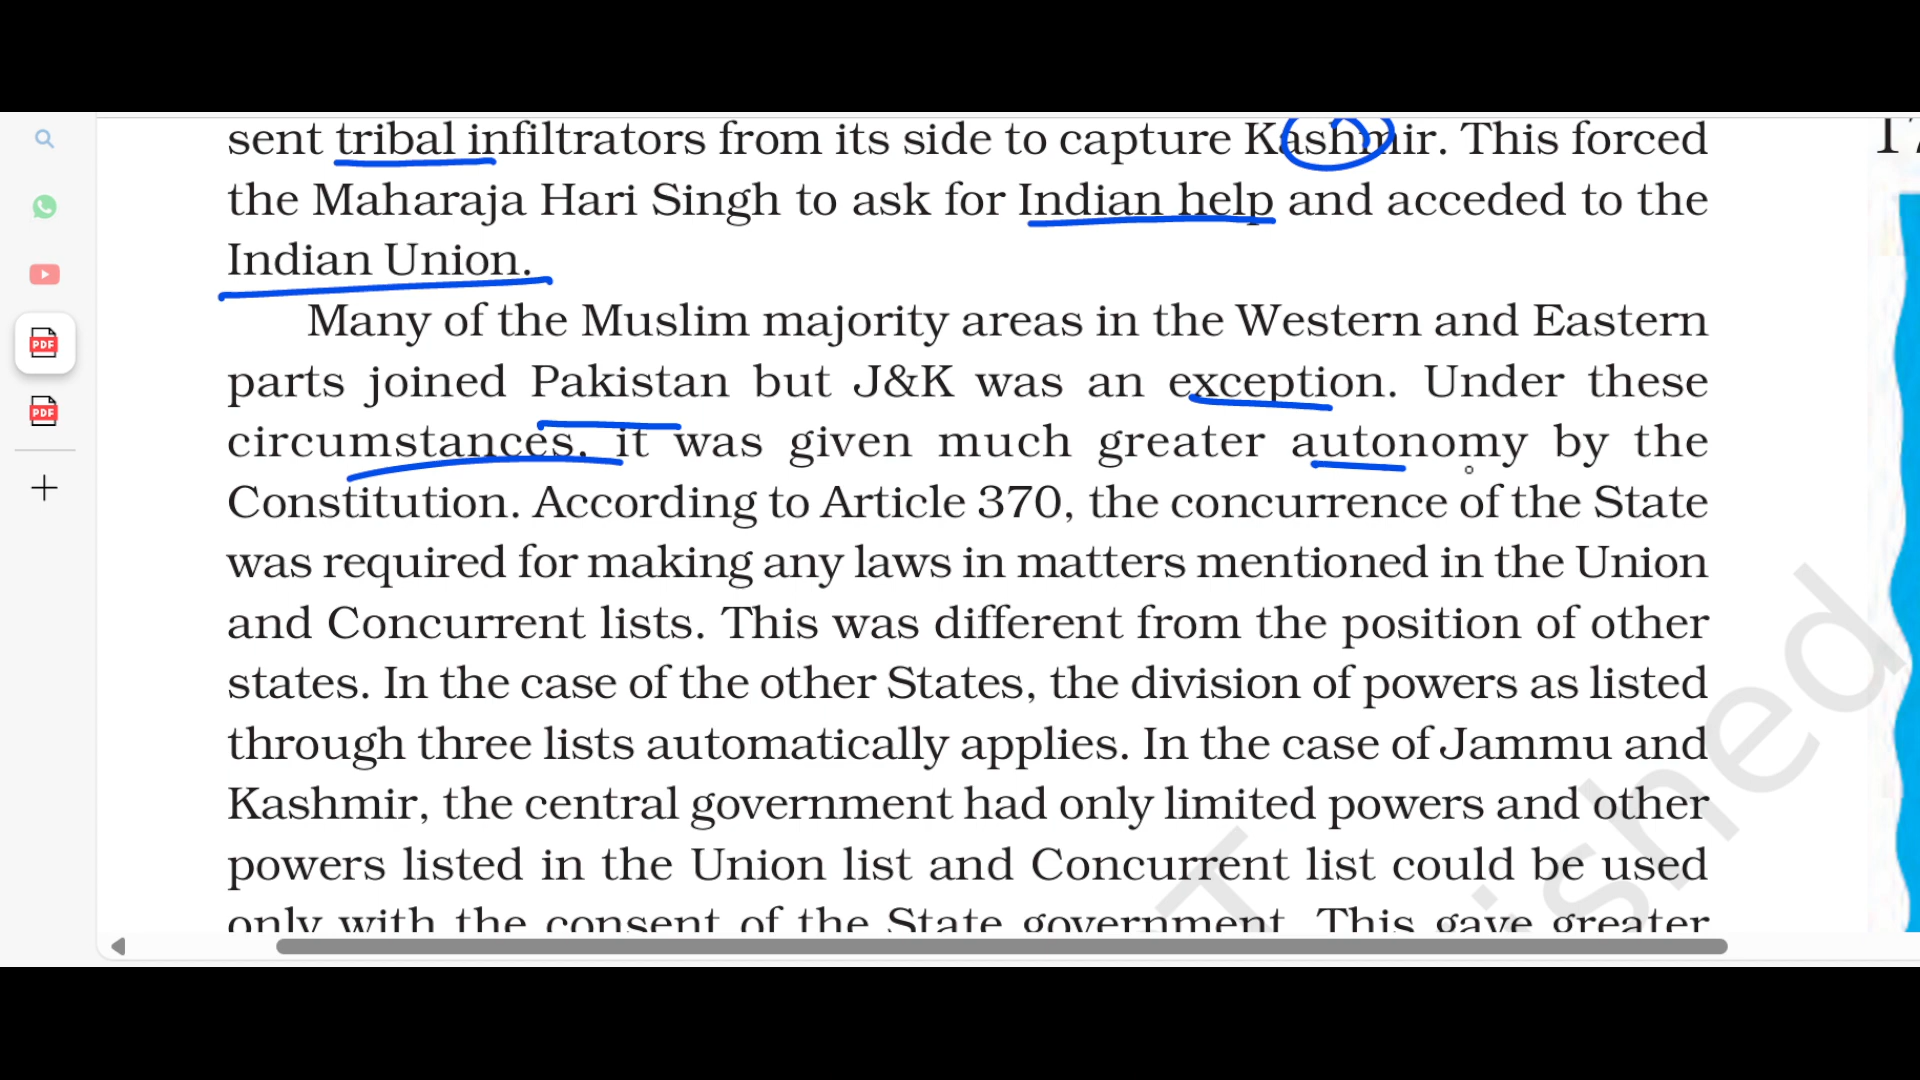 sent tribal infiltrators from its side to capture Kashmir. This forced
the Maharaja Hari Singh to ask for Indian help and acceded to the
Indian Union.
Many of the Muslim majority areas in the Western and Eastern
parts joined Pakistan but J&K was an exception. Under these
circumstances, it was given much greater autonomy by the
Constitution. According to Article 370, the concurrence of the State
was required for making any laws in matters mentioned in the Union
and Concurrent lists. This was different from the position of other
states. In the case of the other States, the division of powers as listed
through three lists automatically applies. In the case of Jammu and
Kashmir, the central government had only limited powers and other
powers listed in the Union list and Concurrent list could be used
only with the consent of the State government. This gave greater
PDF
PDF